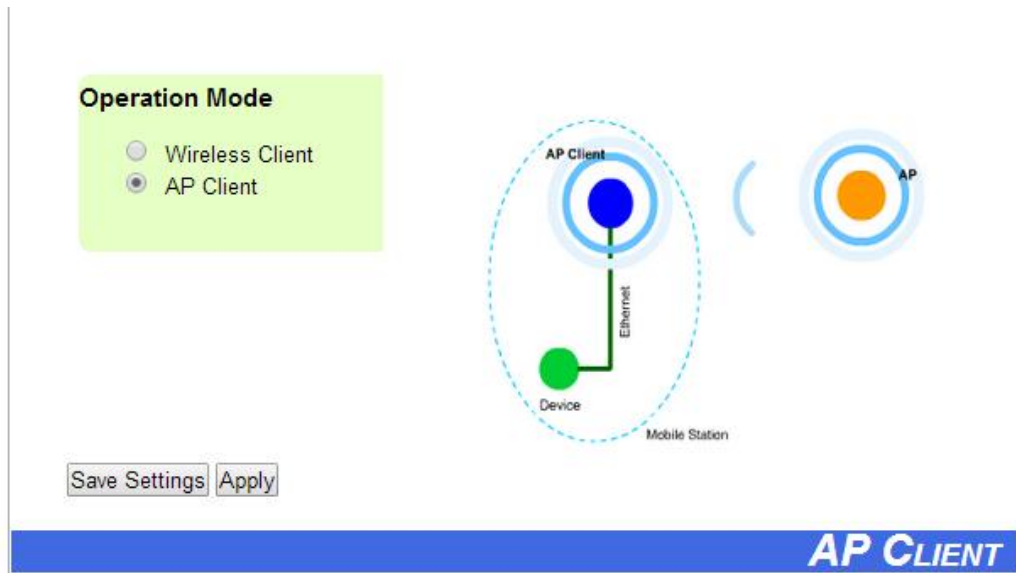 Operation Mode
Wireless Client
AP Client
AP Client
AP
Ethernet
Device
Mobile Station
Save Settings
Apply
AP CLIENT